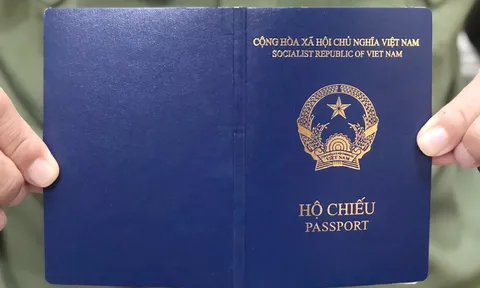 CỘNG HÒA XÃ HỘI CHỦ NGHĨA VIỆT NAM
SOCIALIST REPUBLIC OF VIET NAM
VIỆT NAM
HỘ CHIẾU
PASSPORT